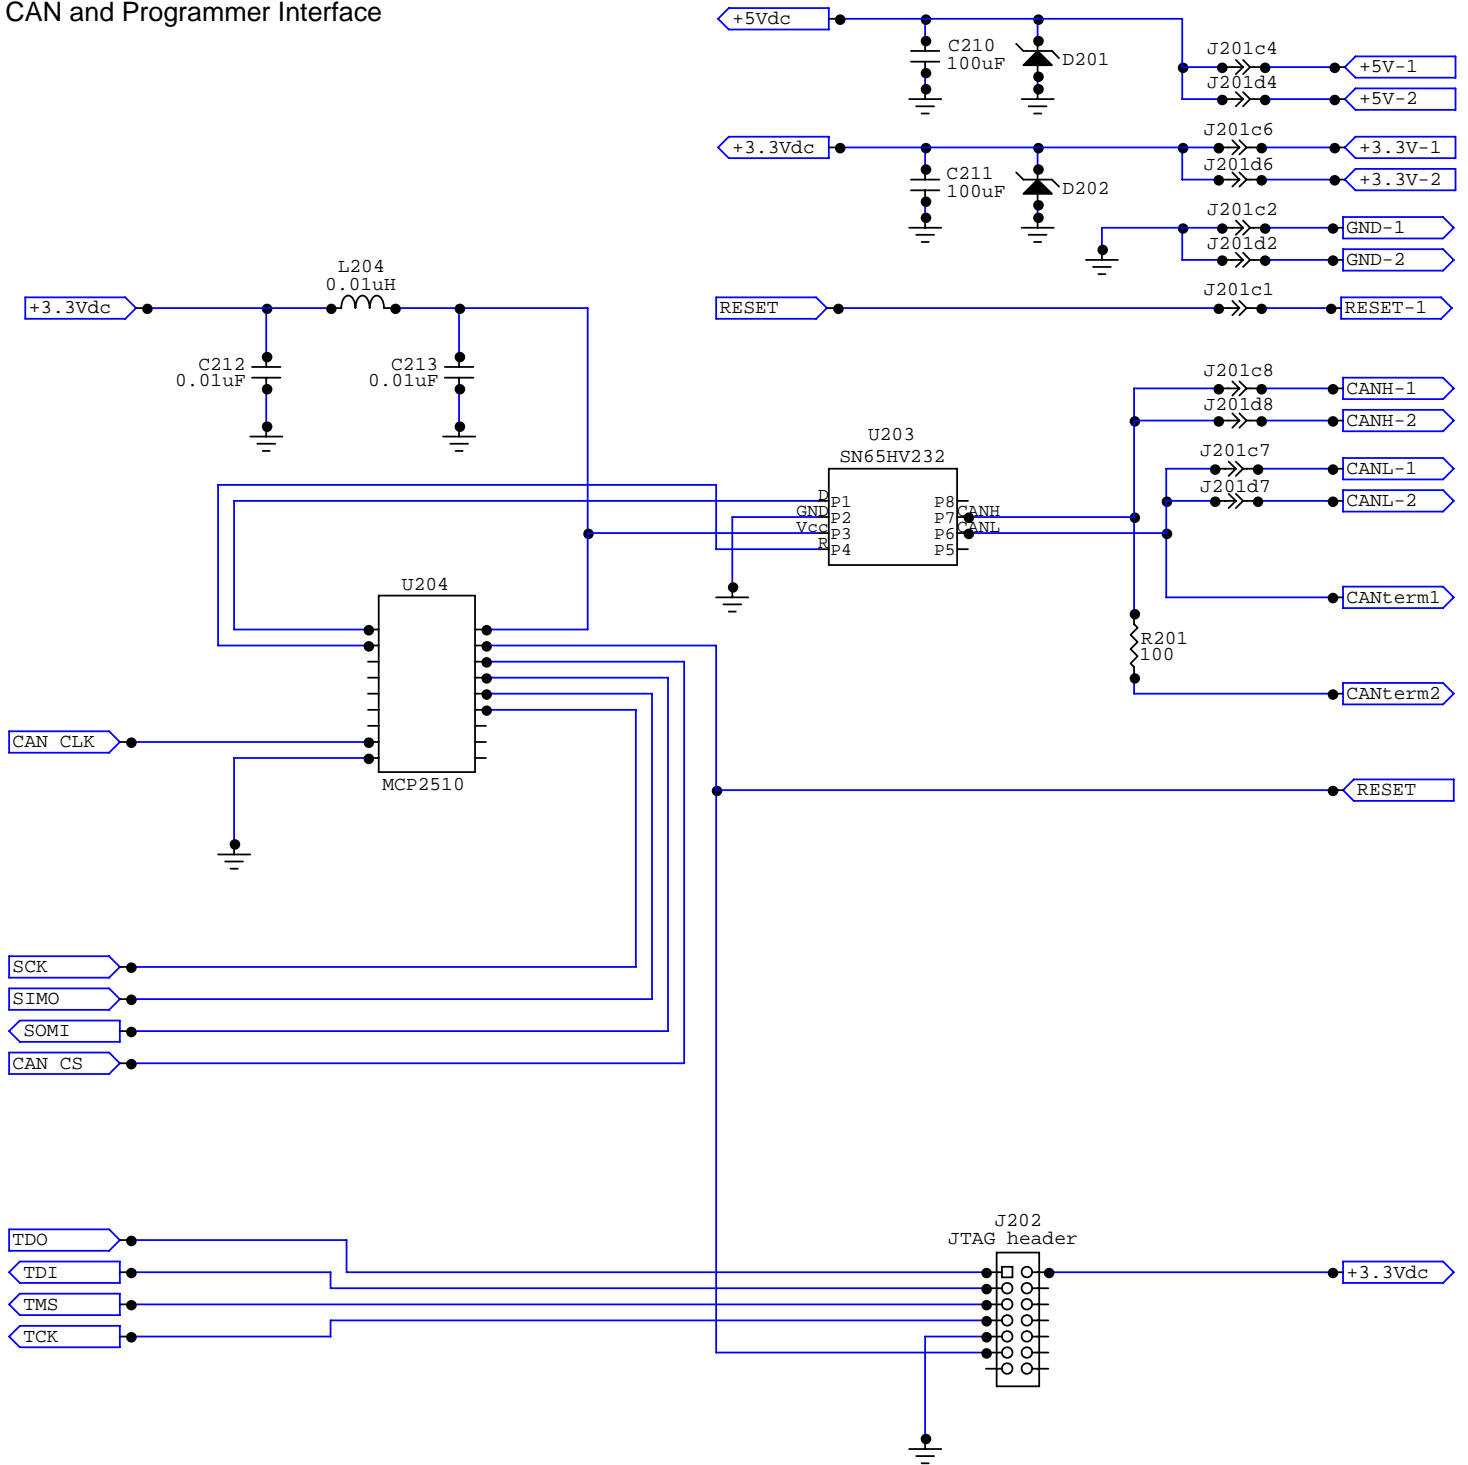 CAN and Programmer Interface
+5Vdc
C210
100uF
D201
J201c4
+5V-1
J201d4
+5V-2
+3.3Vdc
C211
100uF
D202
J201c6
+3.3V-1
J201d6
+3.3V-2
J201c2
GND-1
J201d2
GND-2
L204
0.01uH
+3.3Vdc
C212
0.01uF
C213
0.01uF
RESET
J201c1
RESET-1
J201c8
CANH-1
J201d8
CANH-2
J201c7
CANL-1
J201d7
CANL-2
U203
SN65HV232
D
P1
P8
GND
P2
P7
CANH
Vcc
P3
P6
CANL
R
P4
P5
U204
MCP2510
CANterm1
R201
100
CANterm2
CAN CLK
RESET
SCK
SIMO
SOMI
CAN CS
TDO
TDI
TMS
TCK
J202
JTAG header
+3.3Vdc